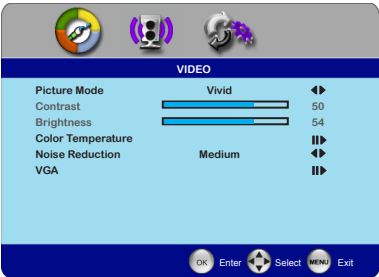 VIDEO
Picture Mode Vivid
Contrast 50
Brightness 54
Color Temperature
Noise Reduction Medium
VGA
OK Enter Select MENU Exit